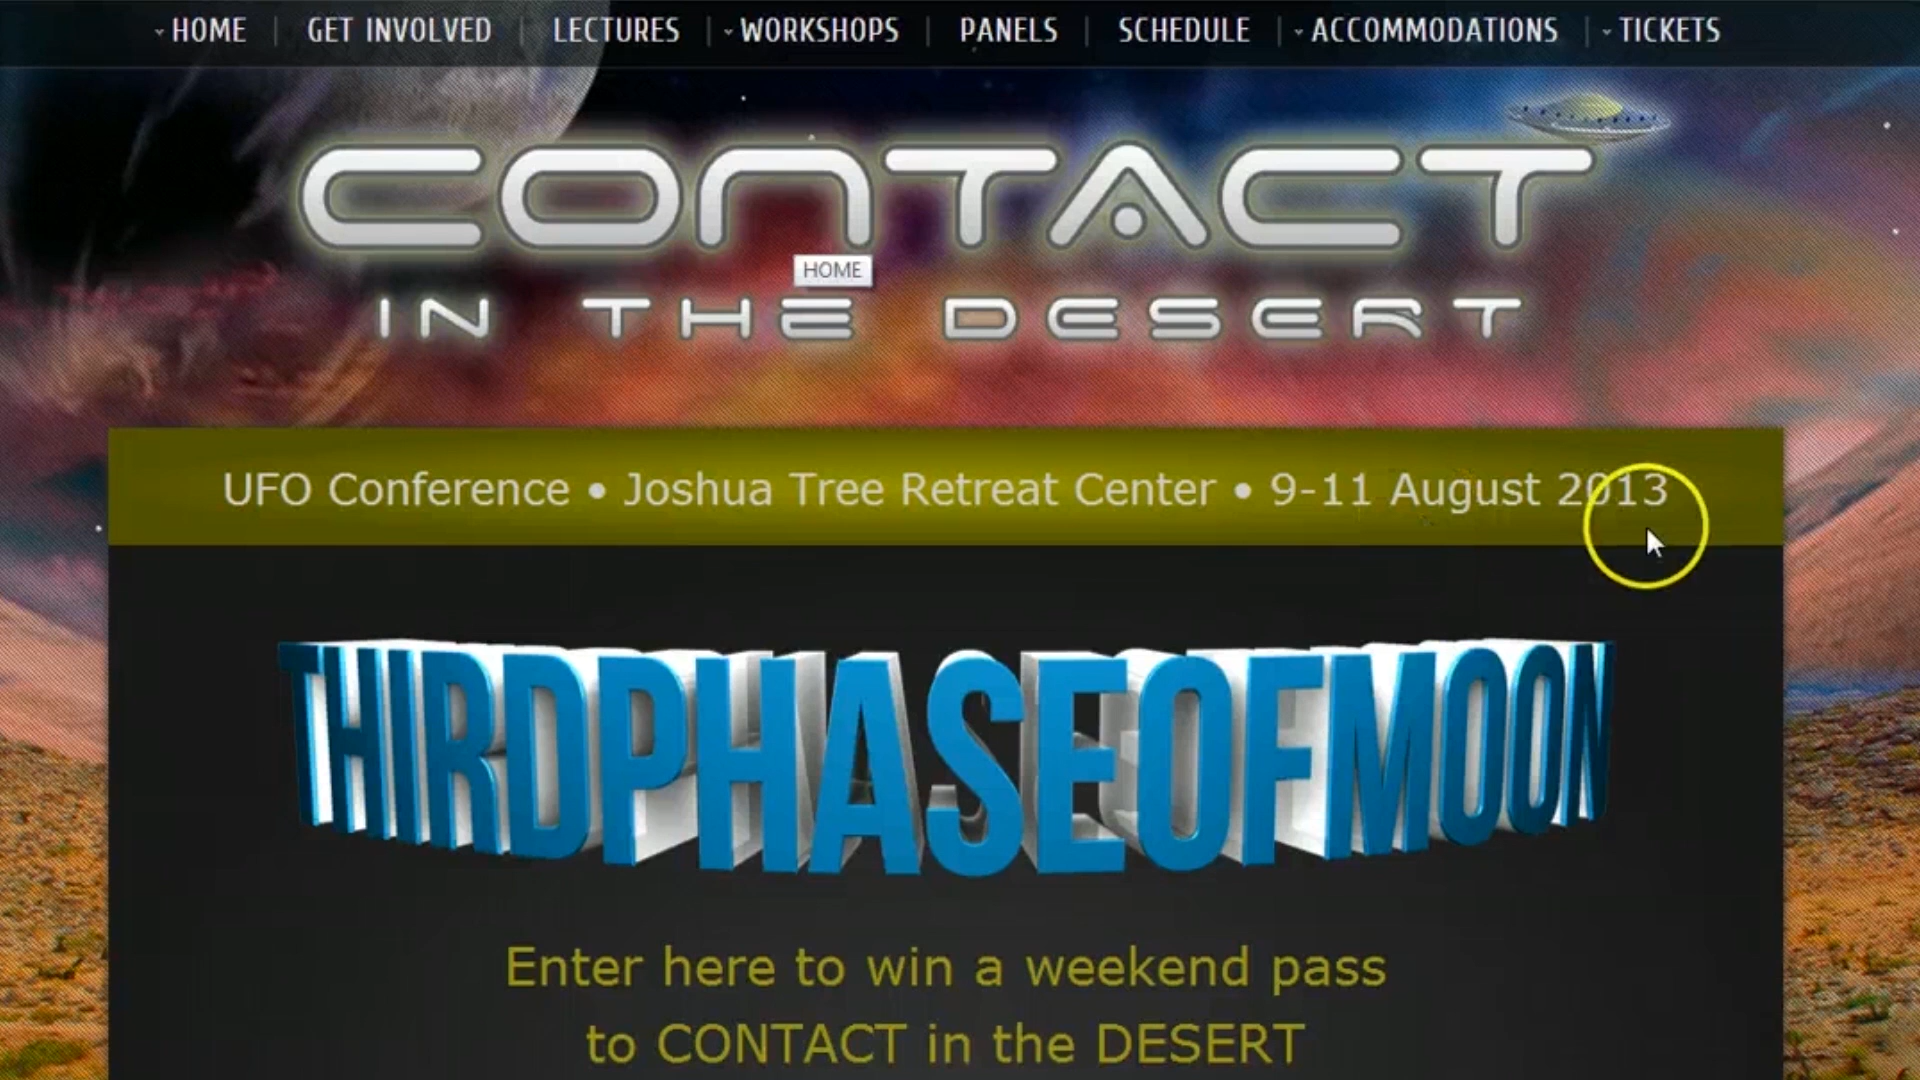 HOME GET INVOLVED LECTURES WORKSHOPS PANELS SCHEDULE ACCOMMODATIONS TICKETS
CONTACT
HOME
IN THE DESERT
UFO Conference • Joshua Tree Retreat Center • 9-11 August 2013
THIRDPHASEOFMOON
Enter here to win a weekend pass
to CONTACT in the DESERT